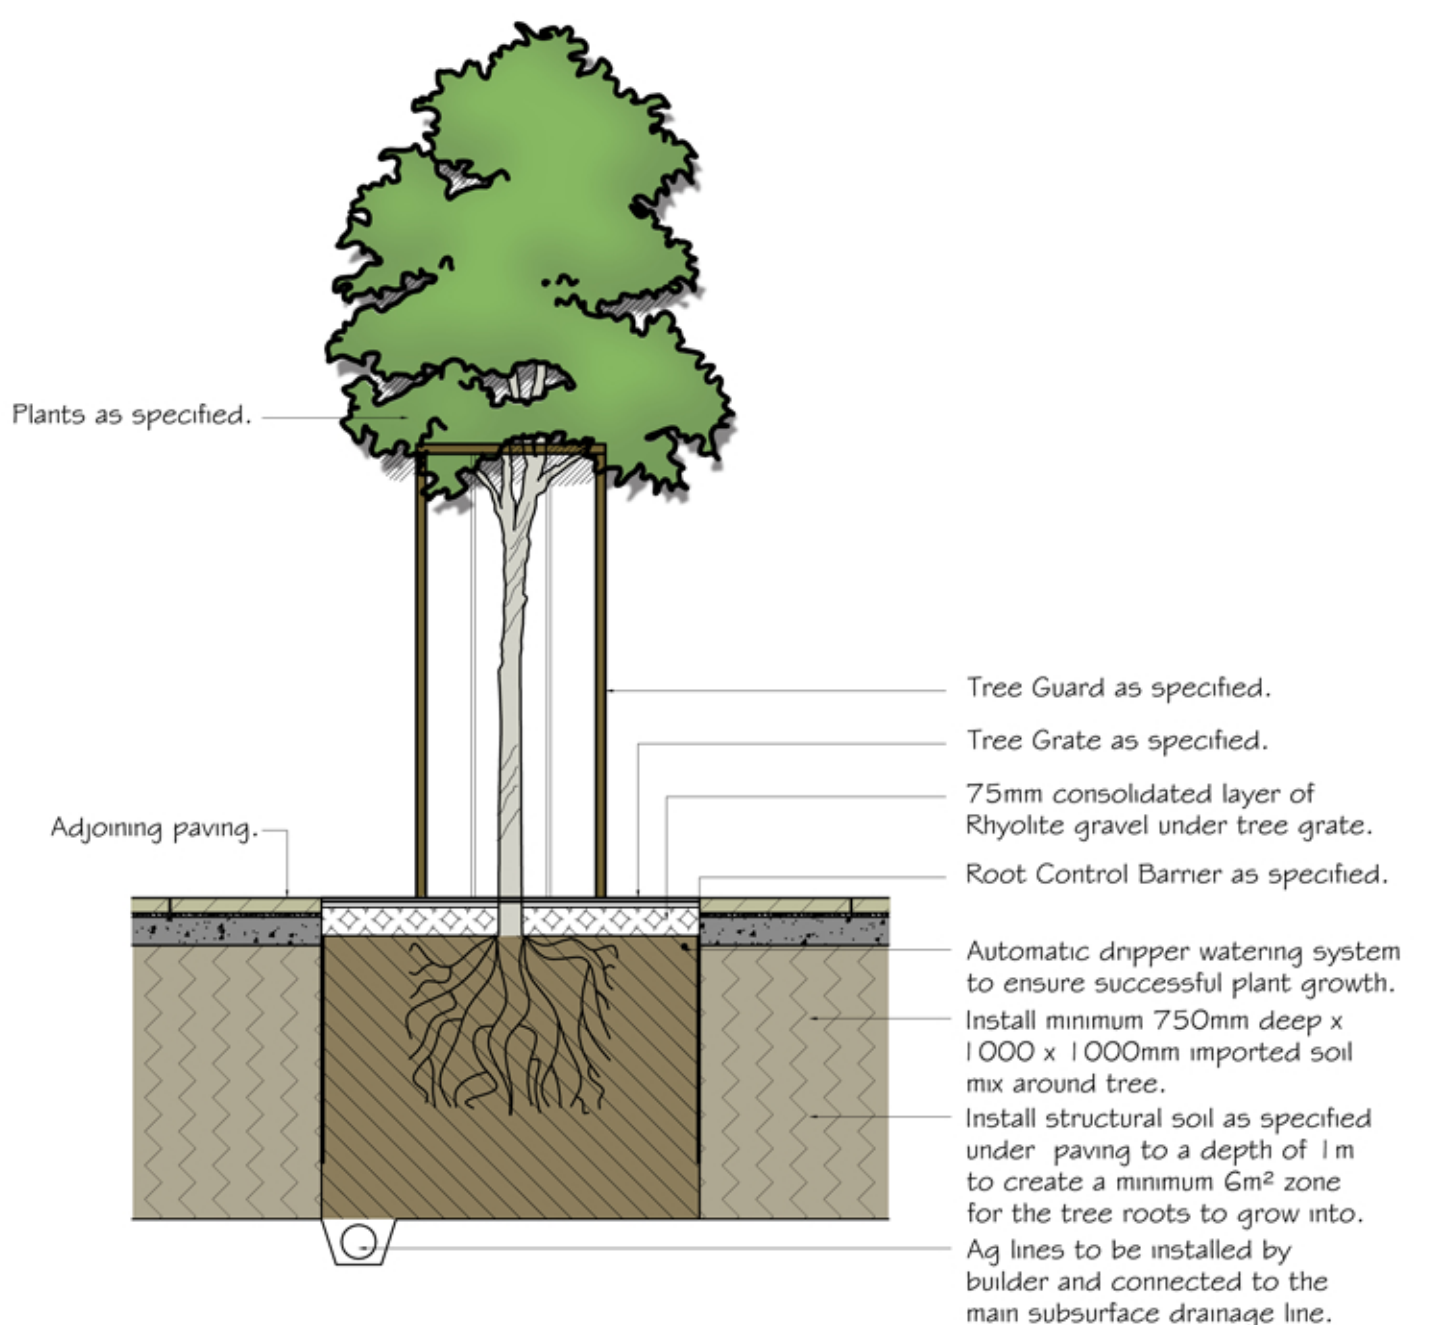 Plants as specified.
Tree Guard as specified.
Tree Grate as specified.
75mm consolidated layer of
Rhyolite gravel under tree grate.
Adjoining paving.
Root Control Barrier as specified.
Automatic dripper watering system
to ensure successful plant growth.
Install minimum 750mm deep x
1000 x 1000mm imported soil
mix around tree.
Install structural soil as specified
under paving to a depth of 1m
to create a minimum 6m² zone
for the tree roots to grow into.
Ag lines to be installed by
builder and connected to the
main subsurface drainage line.